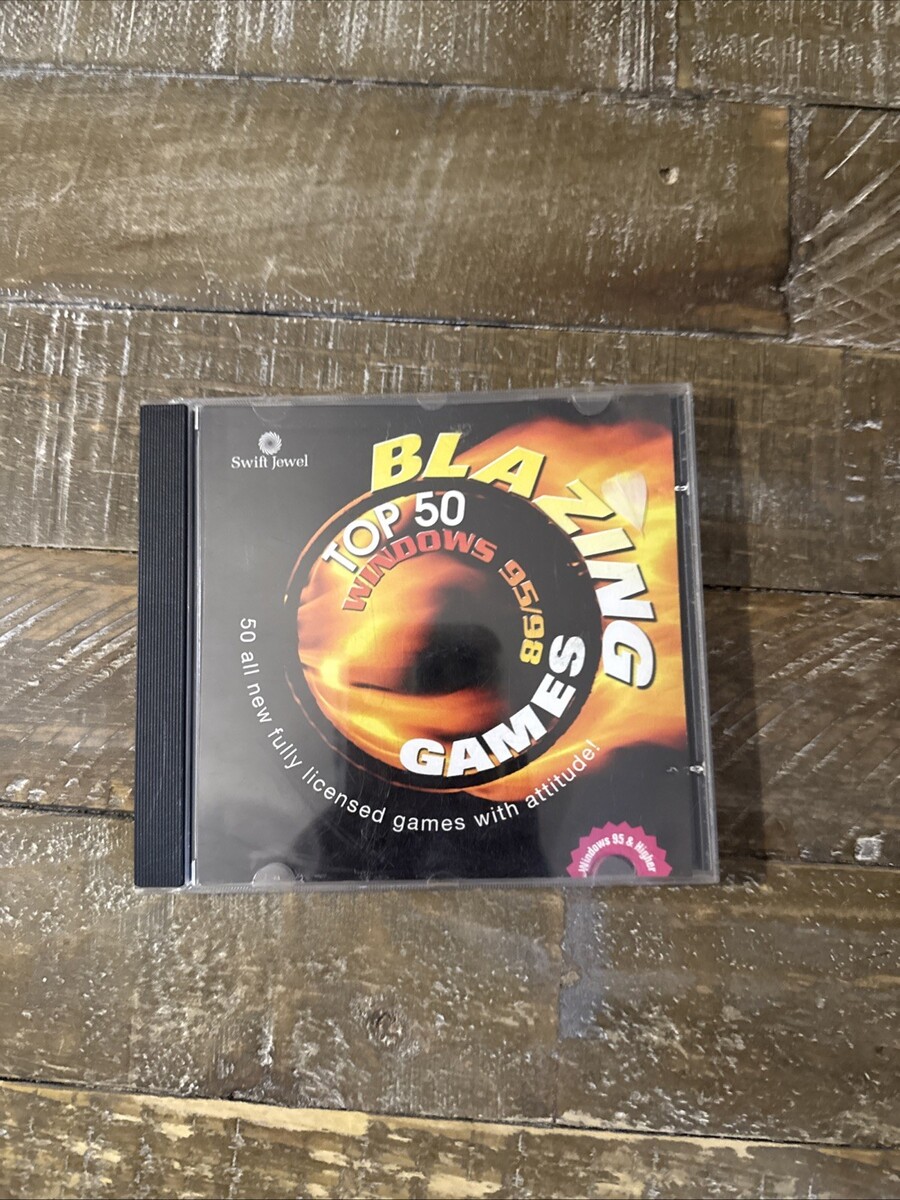 Swift Jewel
BLAZING
TOP 50
WINDOWS 95/98
GAMES
50 all new fully licensed games with attitude!
Windows 95 & Higher